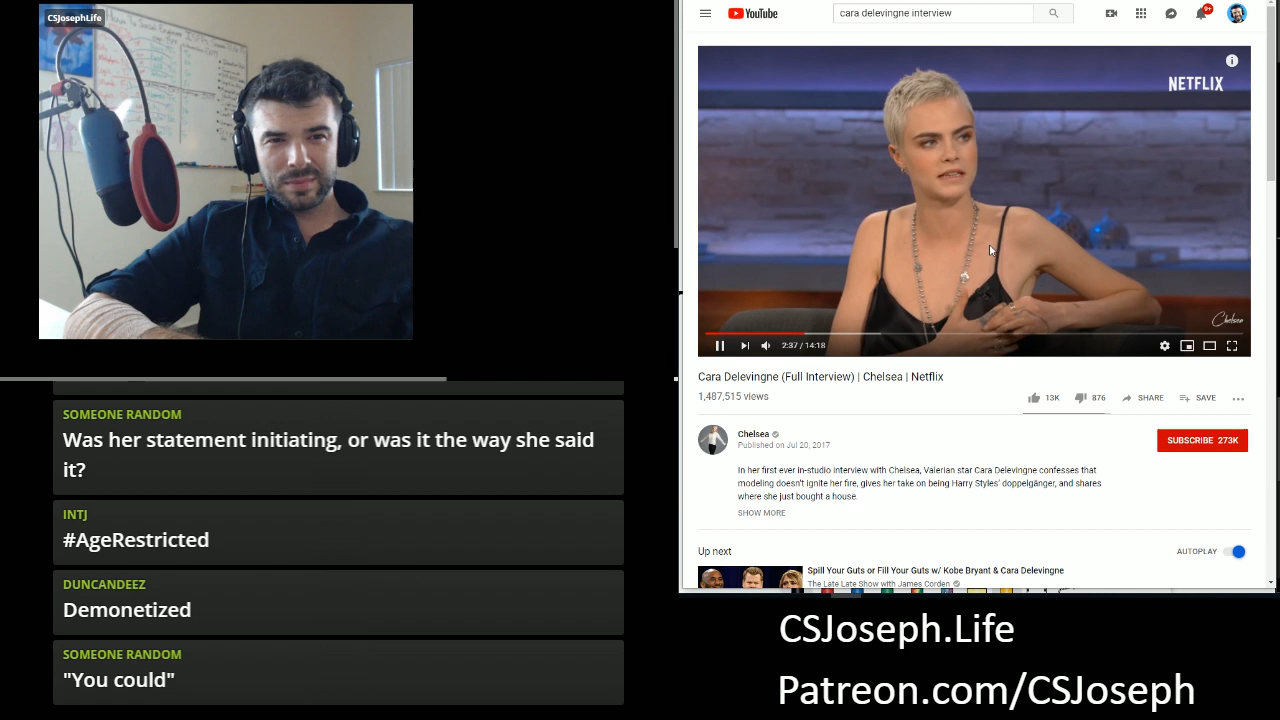 CSJosephLife
YouTube
cara delevingne interview
9+
NETFLIX
Chelsea
2:37 / 14:18
Cara Delevingne (Full Interview) | Chelsea | Netflix
1,487,515 views
13K
876
SHARE
SAVE
Chelsea
Published on Jul 20, 2017
SUBSCRIBE 273K
In her first ever in-studio interview with Chelsea, Valerian star Cara Delevingne confesses that
modeling doesn't ignite her fire, gives her take on being Harry Styles' doppelgänger, and shares
where she just bought a house.
SHOW MORE
Up next
AUTOPLAY
Spill Your Guts or Fill Your Guts w/ Kobe Bryant & Cara Delevingne
The Late Late Show with James Corden
SOMEONE RANDOM
Was her statement initiating, or was it the way she said
it?
INTJ
#AgeRestricted
DUNCANDEEZ
Demonetized
SOMEONE RANDOM
"You could"
CSJoseph.Life
Patreon.com/CSJoseph